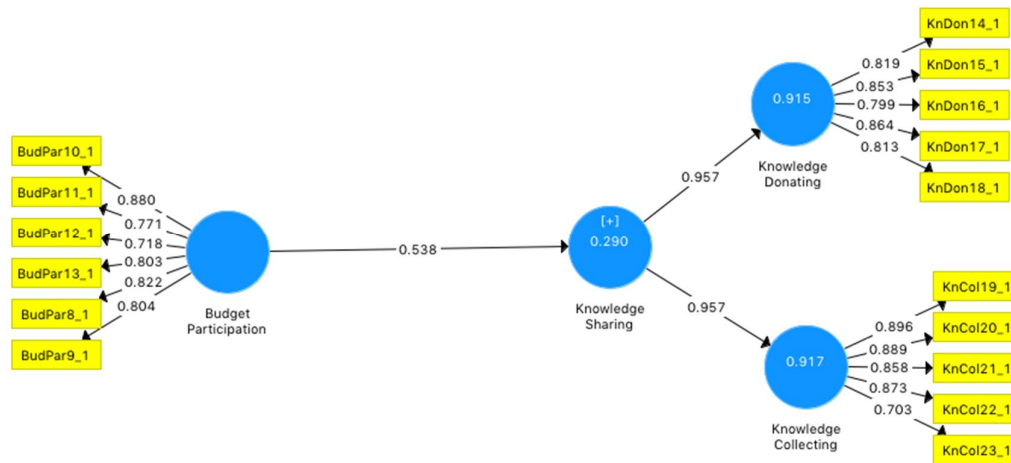 BudPar10_1
BudPar11_1
BudPar12_1
BudPar13_1
BudPar8_1
BudPar9_1
0.880
0.771
0.718
0.803
0.822
0.804
Budget
Participation
0.538
[+]
0.290
Knowledge
Sharing
0.957
0.957
0.915
Knowledge
Donating
0.819
0.853
0.799
0.864
0.813
KnDon14_1
KnDon15_1
KnDon16_1
KnDon17_1
KnDon18_1
0.917
Knowledge
Collecting
0.896
0.889
0.858
0.873
0.703
KnCol19_1
KnCol20_1
KnCol21_1
KnCol22_1
KnCol23_1